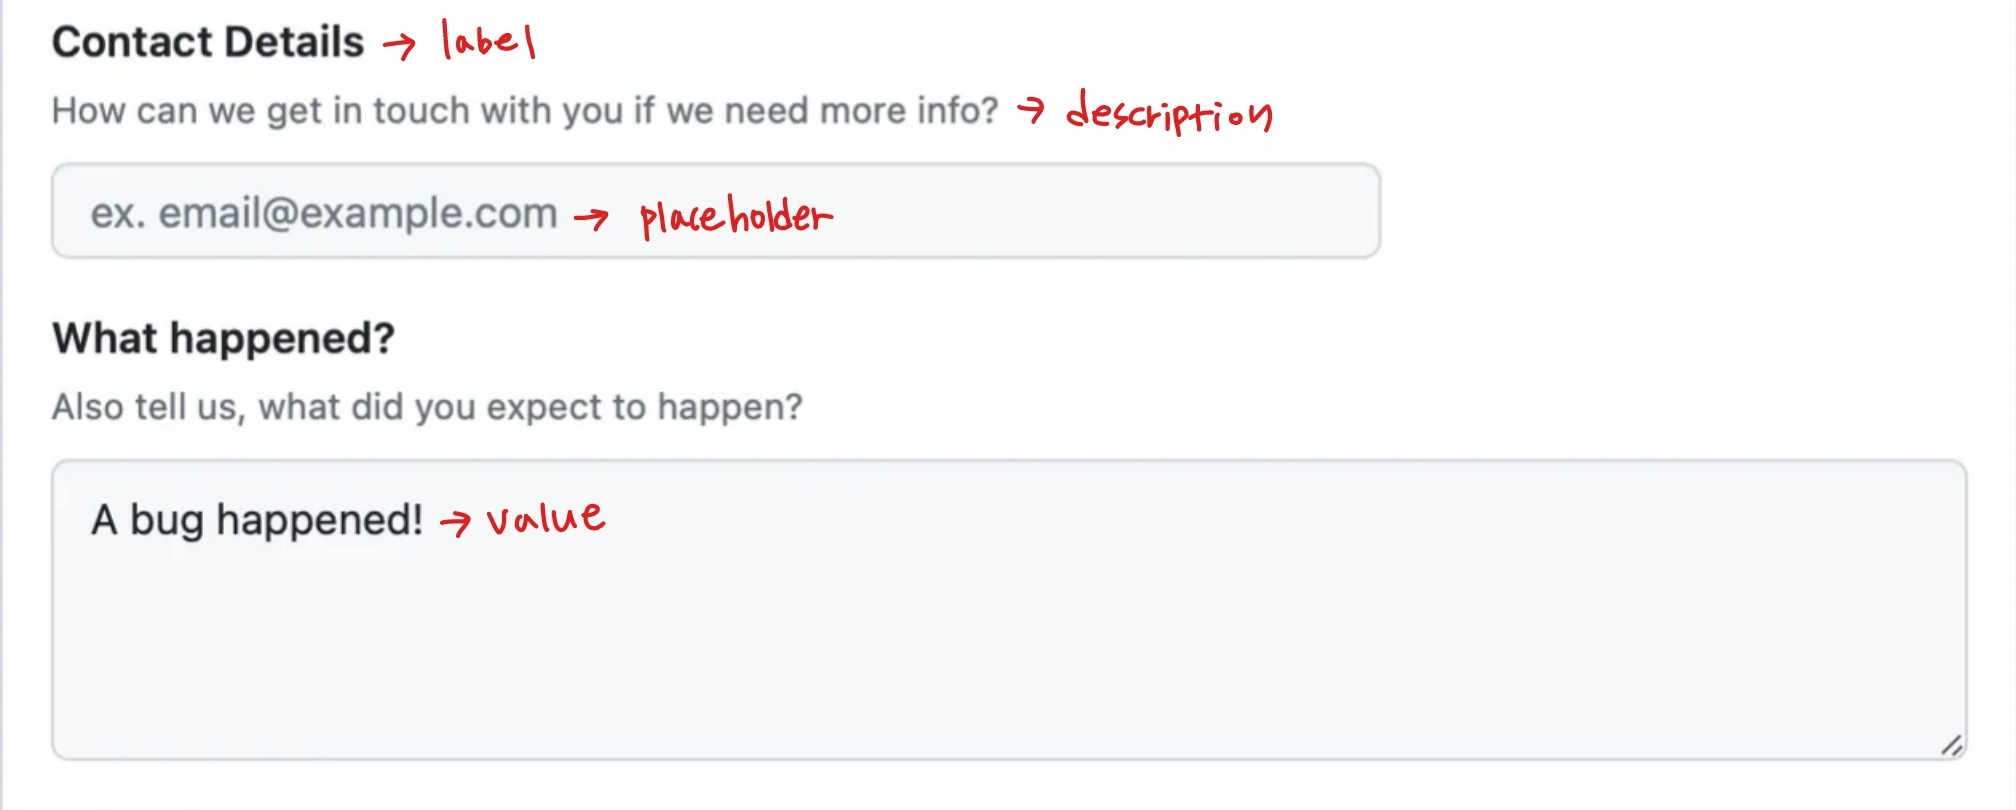 Contact Details → label
How can we get in touch with you if we need more info? → description
ex. email@example.com → placeholder
What happened?
Also tell us, what did you expect to happen?
A bug happened! → value